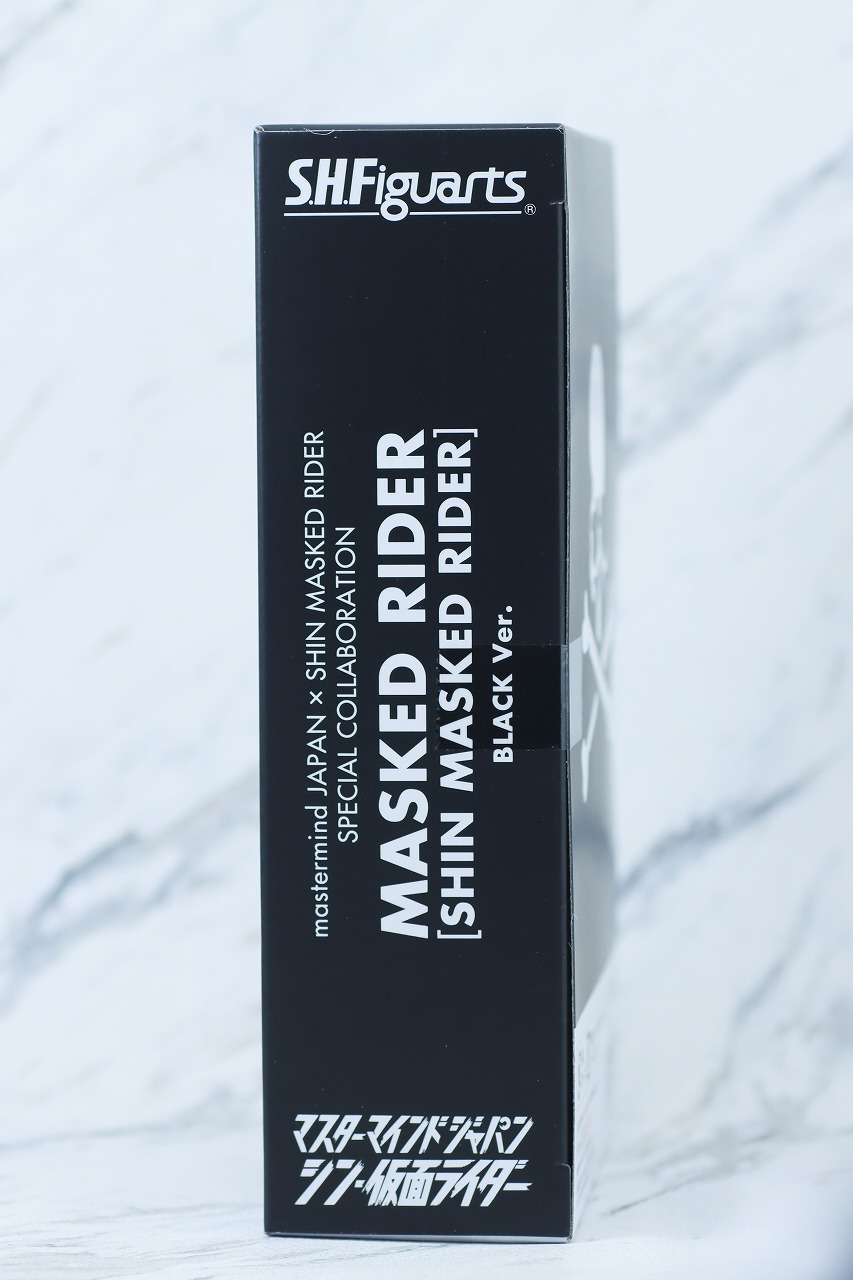 S.H.Figuarts®
mastermind JAPAN × SHIN MASKED RIDER
SPECIAL COLLABORATION
MASKED RIDER
[SHIN MASKED RIDER]
BLACK Ver.
マスターマインドジャパン
シン・仮面ライダー